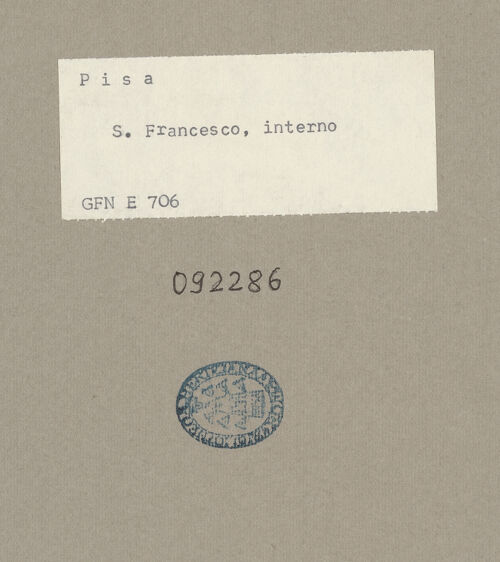 Pisa
S. Francesco, interno
GFN E 706
092286